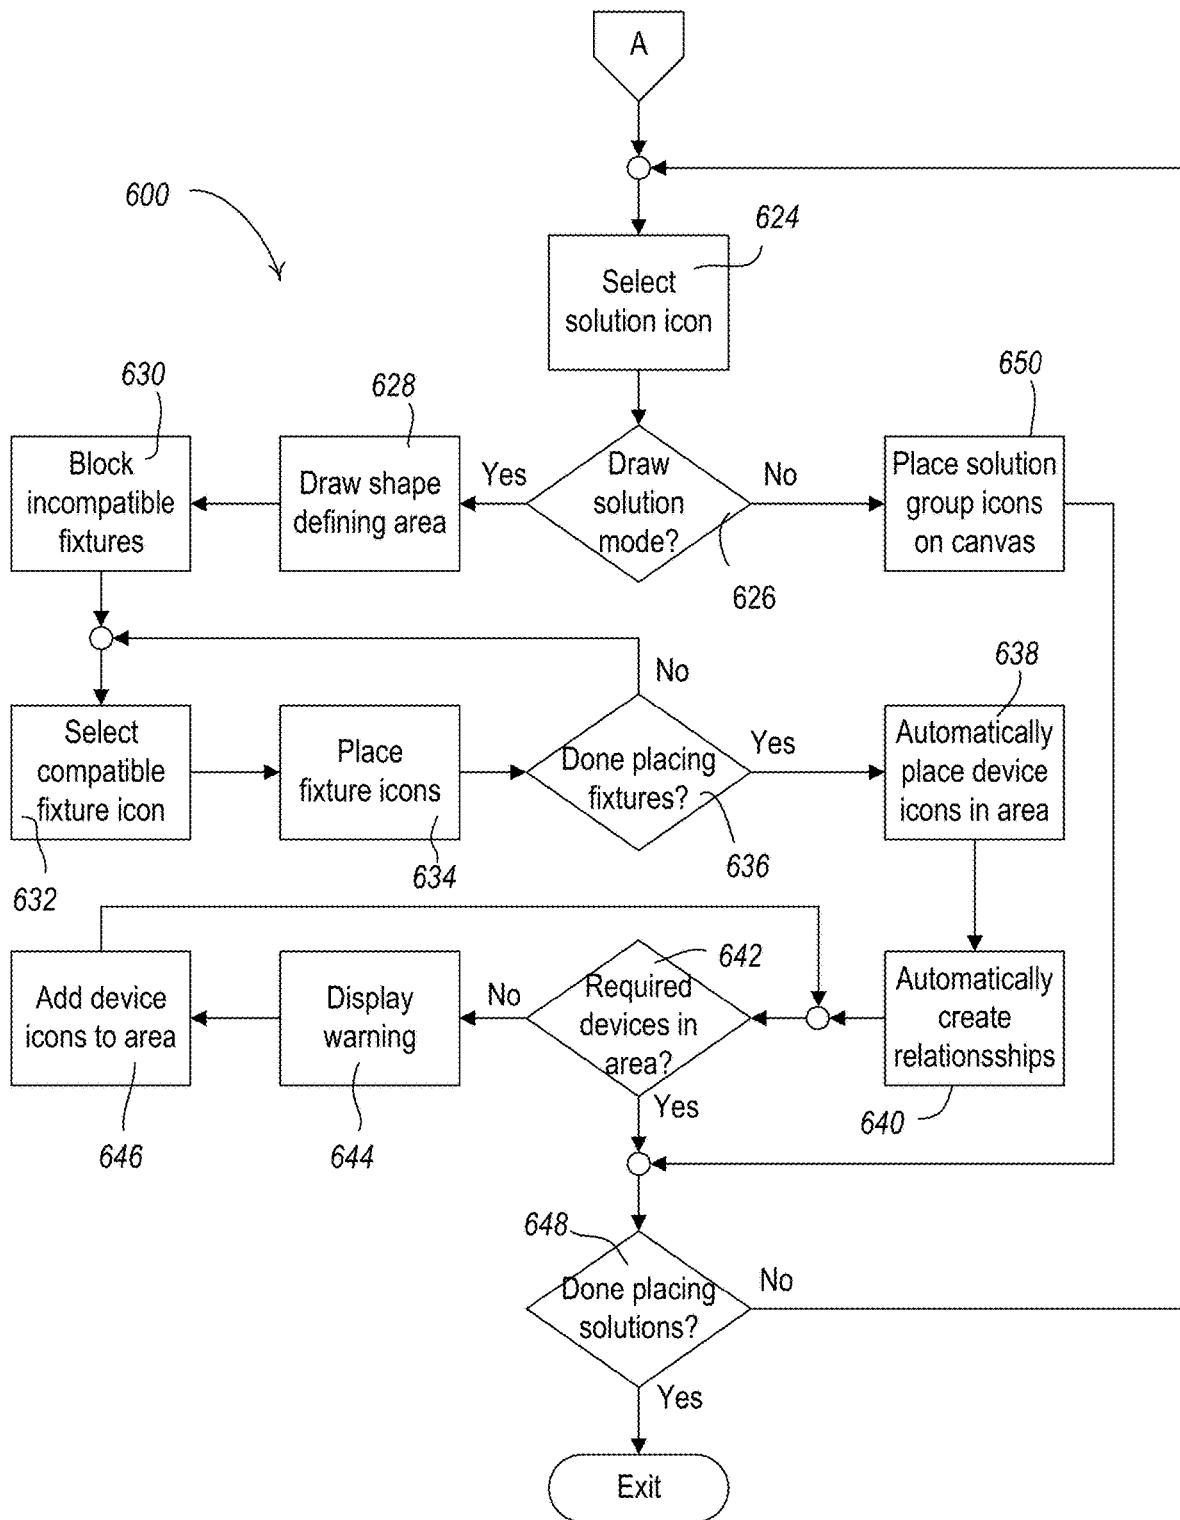 A
600
624
Select
solution icon
630
628
650
Block
incompatible
fixtures
Draw shape
defining area
Yes
Draw
solution
mode?
No
Place solution
group icons
on canvas
626
No
638
Select
compatible
fixture icon
Place
fixture icons
Done placing
fixtures?
Yes
Automatically
place device
icons in area
632
634
636
642
Add device
icons to area
Display
warning
No
Required
devices in
area?
Automatically
create
relationsships
Yes
646
644
640
648
Done placing
solutions?
No
Yes
Exit